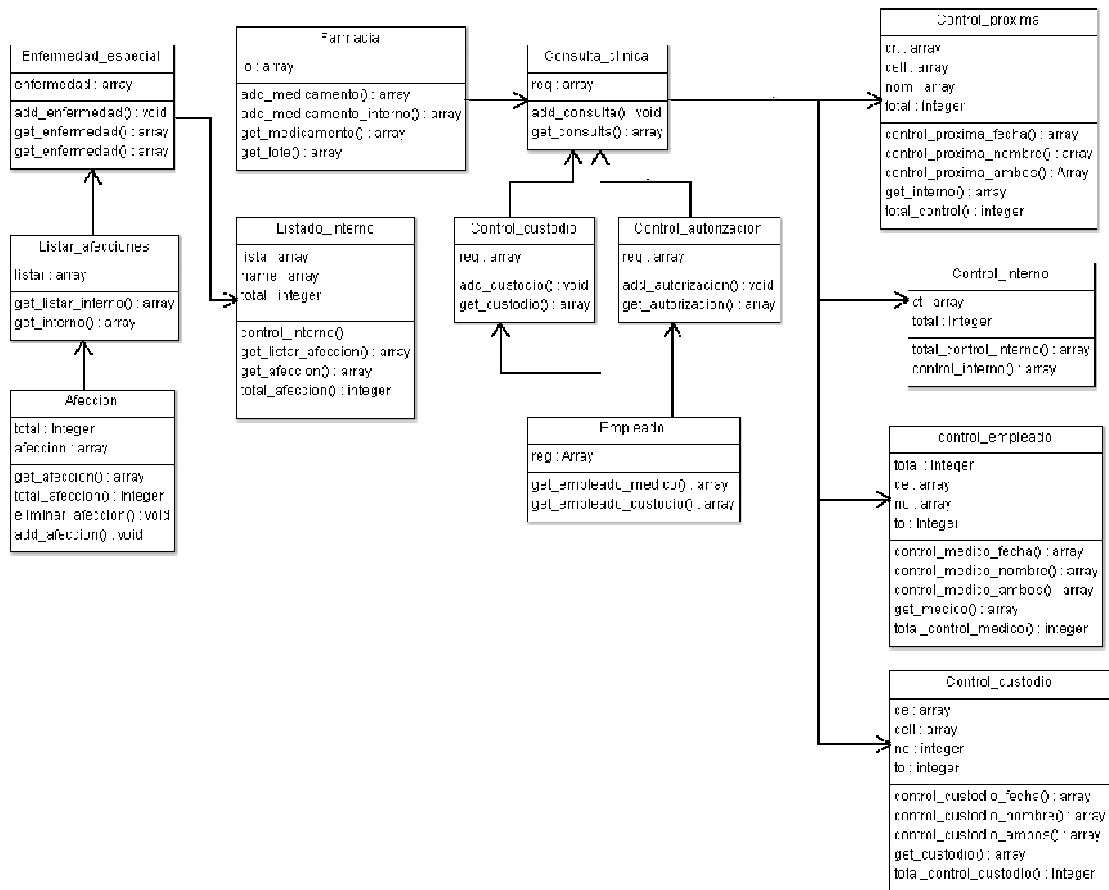 Enfermedad_especial
enfermedad : array
add_enfermedad() : void
get_enfermedad() : array
get_enfermedad() : array
Listar_afecciones
listar : array
get_listar_interno() : array
get_interno() : array
Afeccion
total : Integer
afeccion : array
get_afeccion() : array
total_afeccion() : Integer
eliminar_afeccion() : void
add_afeccion() : void
Farmacia
: array
add_medicamento() : array
add_medicamento_interno() : array
get_medicamento() : array
get_lote() : array
Listado_interno
lista : array
name : array
total : integer
control_interno()
get_listar_afeccion() : array
get_afeccion() : array
total_afeccion() : integer
Consulta_clinica
req : array
add_consulta() : void
get_consulta() : array
Control_custodio
req : array
add_custodio() : void
get_custodio() : array
Control_autorizacion
req : array
add_autorizacion() : void
get_autorizacion() : array
Empleado
reg : Array
get_empleado_medico() : array
get_empleado_custodio() : array
Control_proxima
: array
cell : array
nom : array
total : Integer
control_proxima_fecha() : array
control_proxima_nombre() : array
control_proxima_ambos() : Array
get_interno() : array
total_control() : integer
Control_interno
ct : array
total : Integer
total_control_interno() : array
control_interno() : array
control_empleado
total : Integer
ce : array
no : array
to : Integer
control_medico_fecha() : array
control_medico_nombre() : array
control_medico_ambos() : array
get_medico() : array
total_control_medico() : integer
Control_custodio
ce : array
cell : array
no : integer
to : integer
control_custodio_fecha() : array
control_custodio_nombre() : array
control_custodio_ambos() : array
get_custodio() : array
total_control_custodio() : Integer